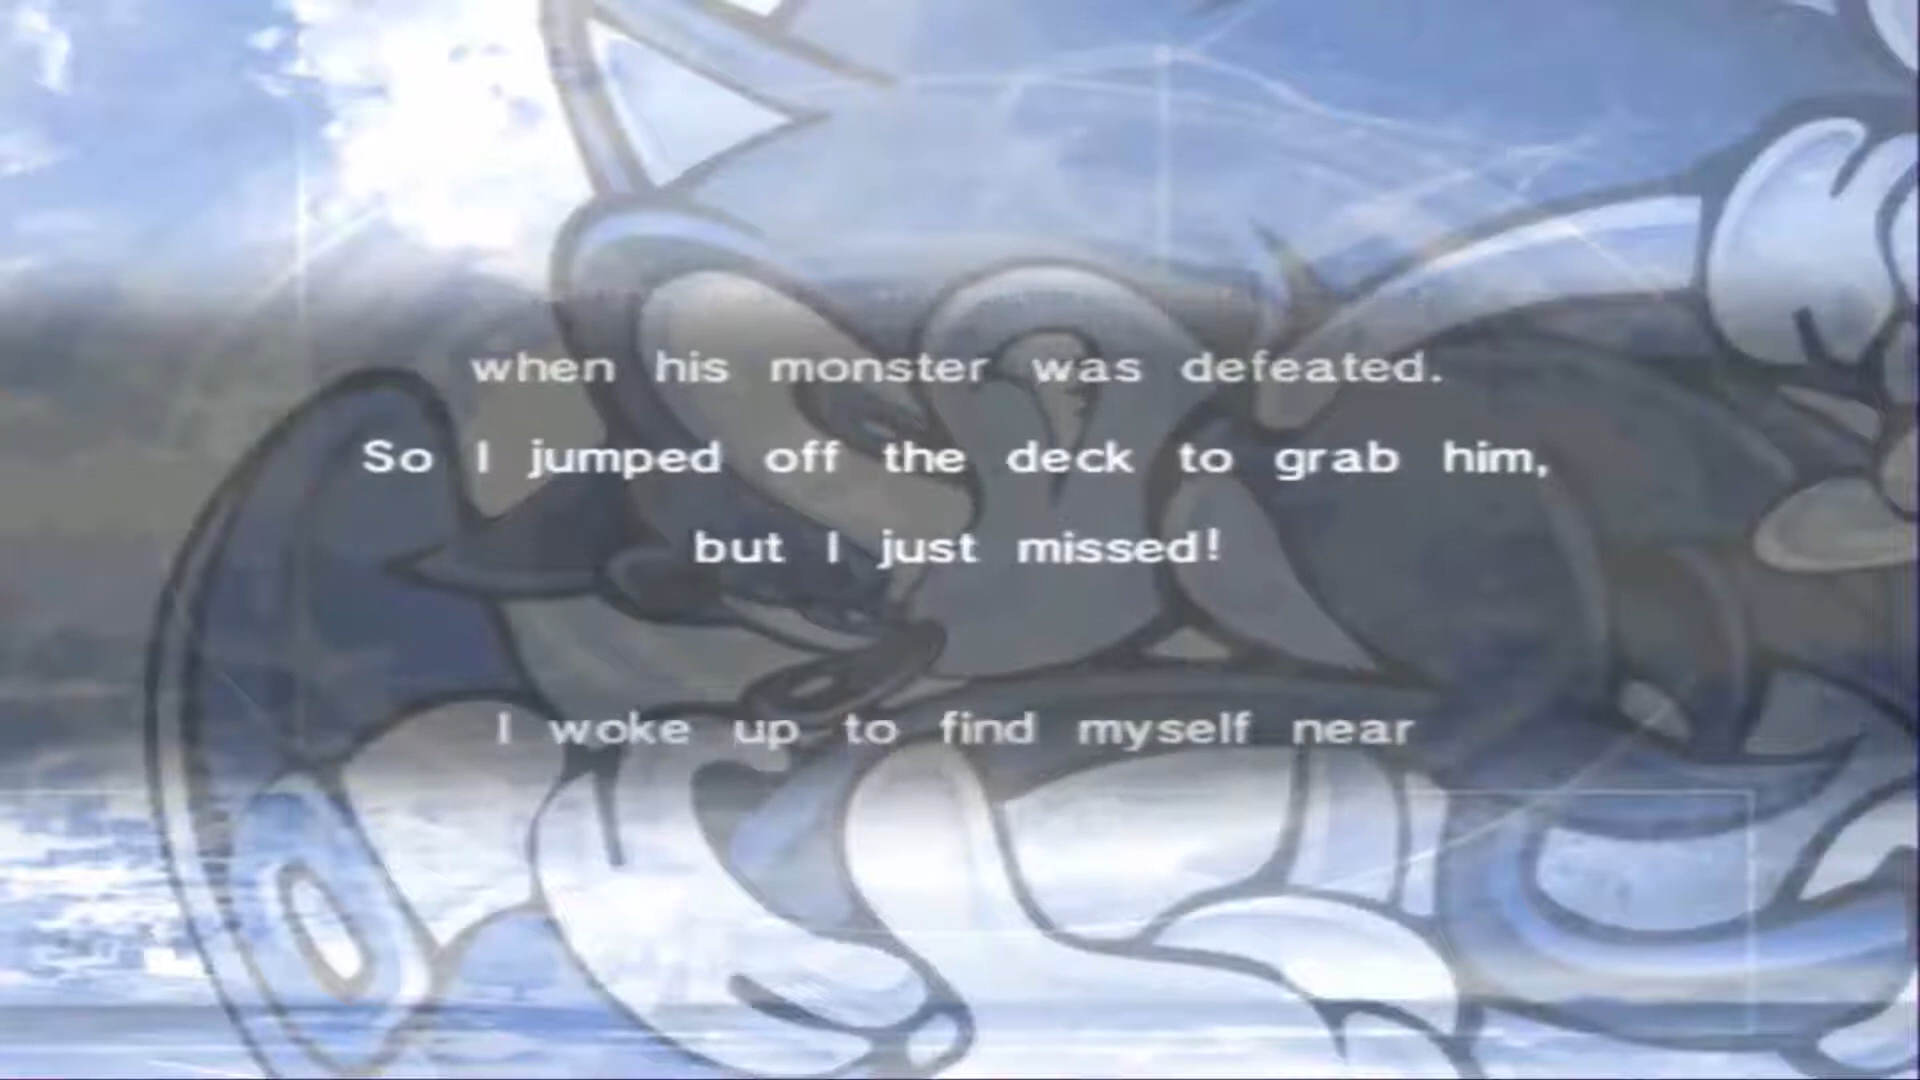 when his monster was defeated.
So I jumped off the deck to grab him,
but I just missed!
I woke up to find myself near